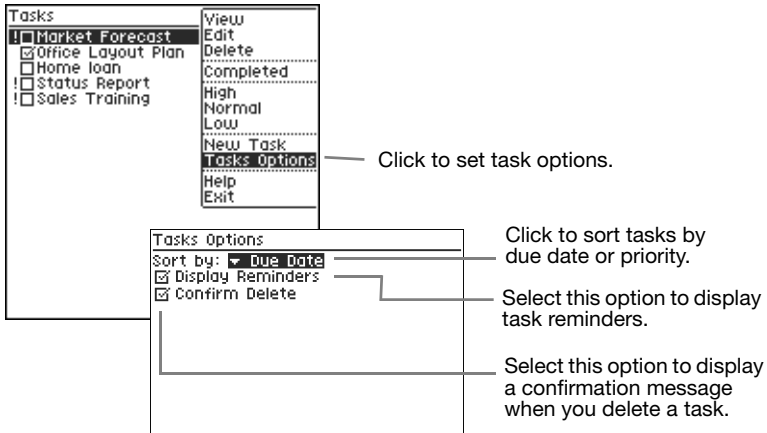 Tasks
!□Market Forecast
☑Office Layout Plan
□Home loan
!□Status Report
!□Sales Training
View
Edit
Delete
Completed
High
Normal
Low
New Task
Tasks Options
Help
Exit
Click to set task options.
Tasks Options
Sort by: ▼ Due Date
☑ Display Reminders
☑ Confirm Delete
Click to sort tasks by
due date or priority.
Select this option to display
task reminders.
Select this option to display
a confirmation message
when you delete a task.